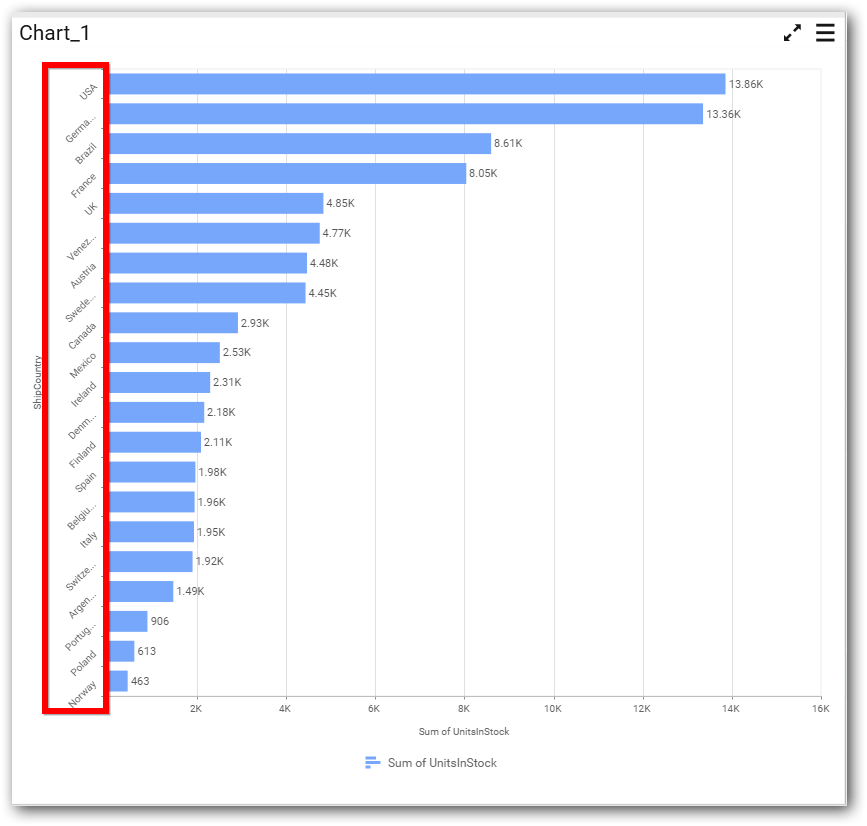 Chart_1
USA
13.86K
Germa...
13.36K
Brazil
8.61K
France
8.05K
UK
4.85K
Venez...
4.77K
Austria
4.48K
Swede...
4.45K
Canada
2.93K
Mexico
2.53K
Ireland
2.31K
Denm...
2.18K
Finland
2.11K
Spain
1.98K
Belgiu...
1.96K
Italy
1.95K
Switze...
1.92K
Argen...
1.49K
Portug...
906
Poland
613
Norway
463
ShipCountry
2K 4K 6K 8K 10K 12K 14K 16K
Sum of UnitsInStock
Sum of UnitsInStock